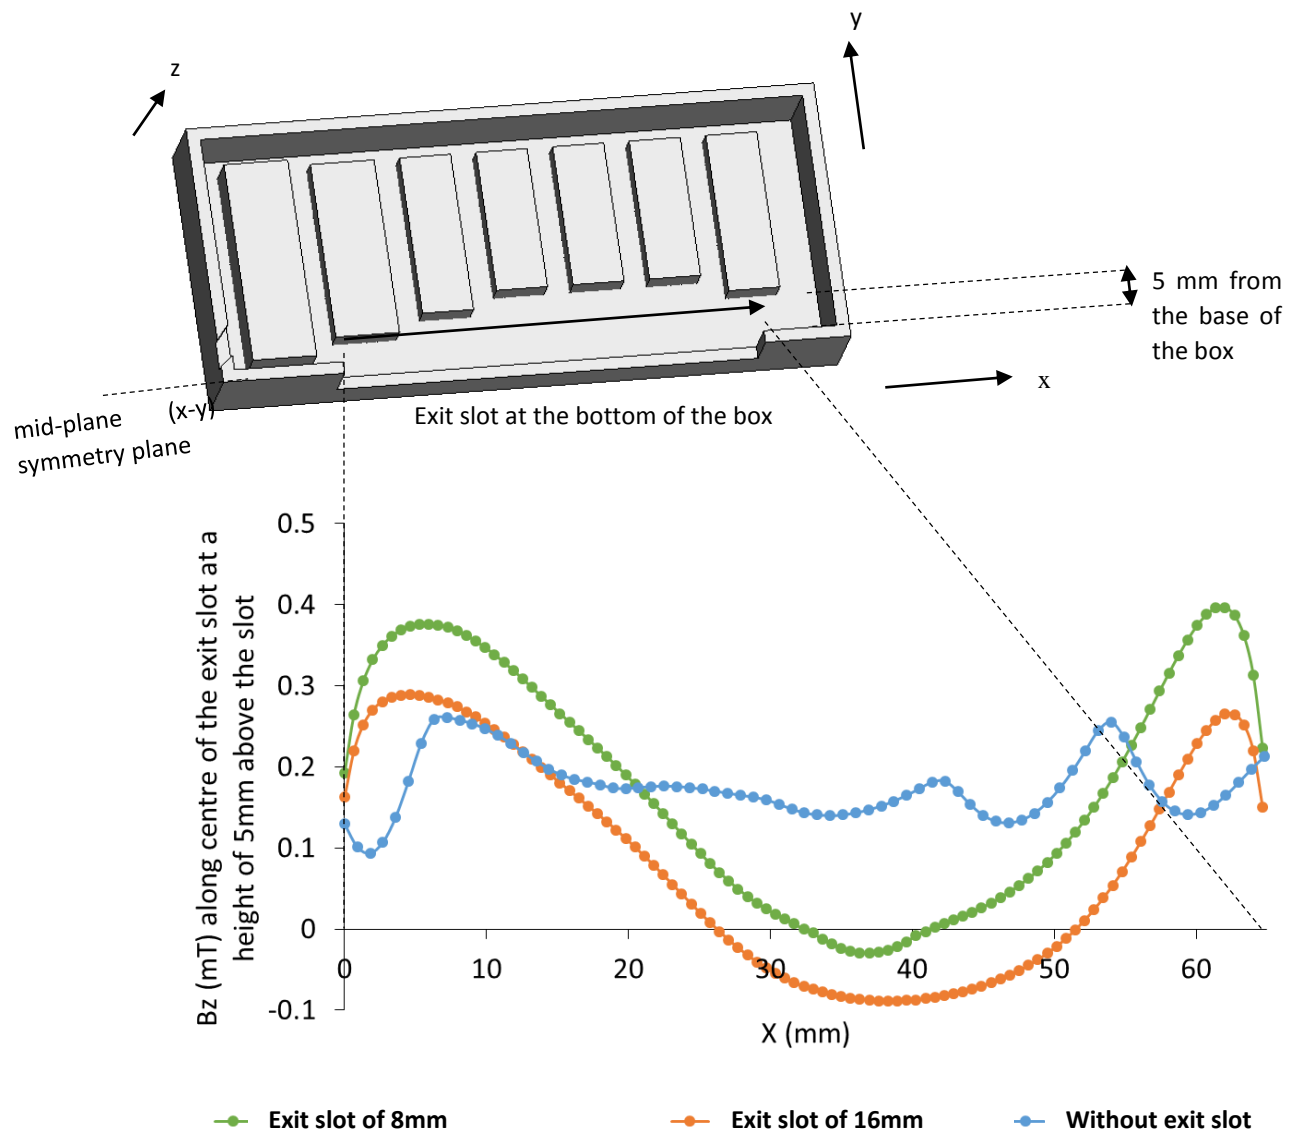 y
z
5 mm from
the base of
the box
x
mid-plane (x-y)
symmetry plane
Exit slot at the bottom of the box
Bz (mT) along centre of the exit slot at a
height of 5mm above the slot
0.5
0.4
0.3
0.2
0.1
0
-0.1
0 10 20 30 40 50 60
X (mm)
Exit slot of 8mm
Exit slot of 16mm
Without exit slot